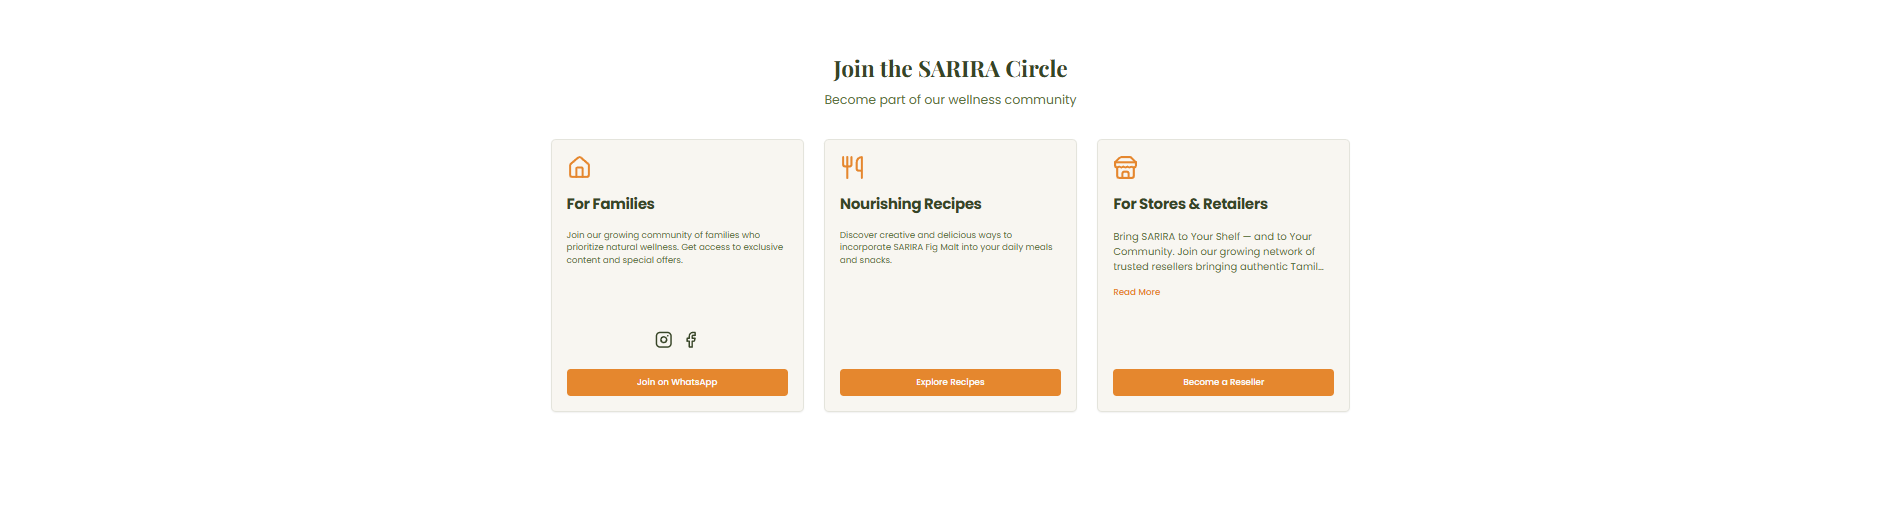 Join the SARIRA Circle
Become part of our wellness community
For Families
Join our growing community of families who
prioritize natural wellness. Get access to exclusive
content and special offers.
Join on WhatsApp
Nourishing Recipes
Discover creative and delicious ways to
incorporate SARIRA Fig Malt into your daily meals
and snacks.
Explore Recipes
For Stores & Retailers
Bring SARIRA to Your Shelf — and to Your
Community. Join our growing network of
trusted resellers bringing authentic Tamil...
Read More
Become a Reseller